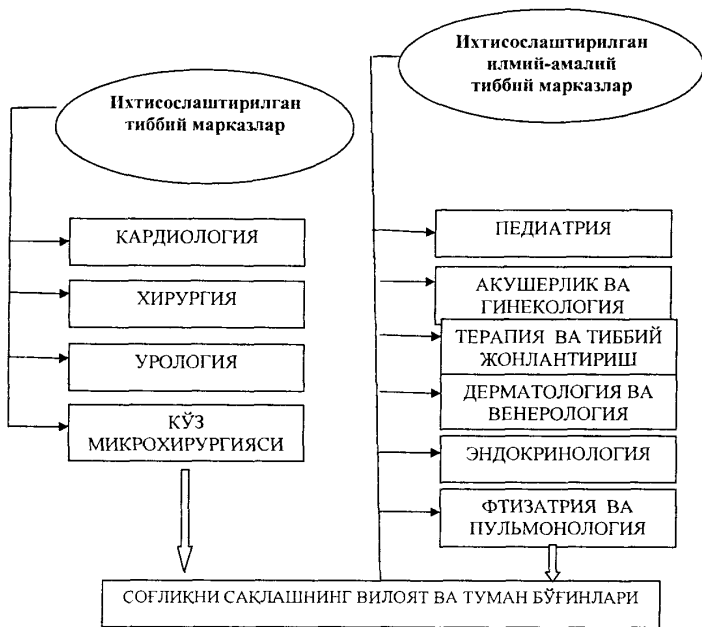 Ихтисослаштирилган
тиббий марказлар
КАРДИОЛОГИЯ
ХИРУРГИЯ
УРОЛОГИЯ
КЎЗ
МИКРОХИРУРГИЯСИ
Ихтисослаштирилган
илмий-амалий
тиббий марказлар
ПЕДИАТРИЯ
АКУШЕРЛИК ВА
ГИНЕКОЛОГИЯ
ТЕРАПИЯ ВА ТИББИЙ
ЖОНЛАНТИРИШ
ДЕРМАТОЛОГИЯ ВА
ВЕНЕРОЛОГИЯ
ЭНДОКРИНОЛОГИЯ
ФТИЗАТРИЯ ВА
ПУЛЬМОНОЛОГИЯ
СОҒЛИҚНИ САҚЛАШНИНГ ВИЛОЯТ ВА ТУМАН БЎҒИНЛАРИ